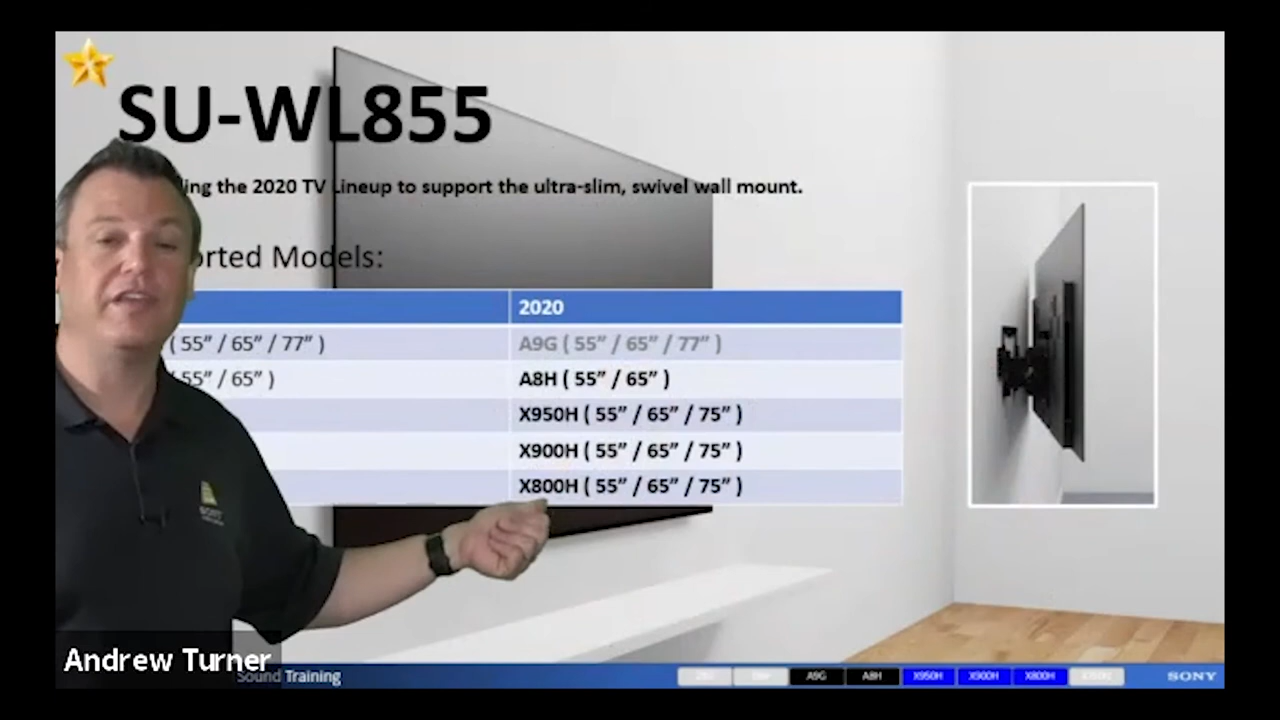 SU-WL855
the 2020 TV Lineup to support the ultra-slim, swivel wall mount.
Models:
2020
( 55” / 65” / 77” )
A9G ( 55” / 65” / 77” )
55” / 65” )
A8H ( 55” / 65” )
X950H ( 55” / 65” / 75” )
X900H ( 55” / 65” / 75” )
X800H ( 55” / 65” / 75” )
SONY
Andrew Turner
Sound Training
A9G
A8H
X950H
X900H
X800H
SONY